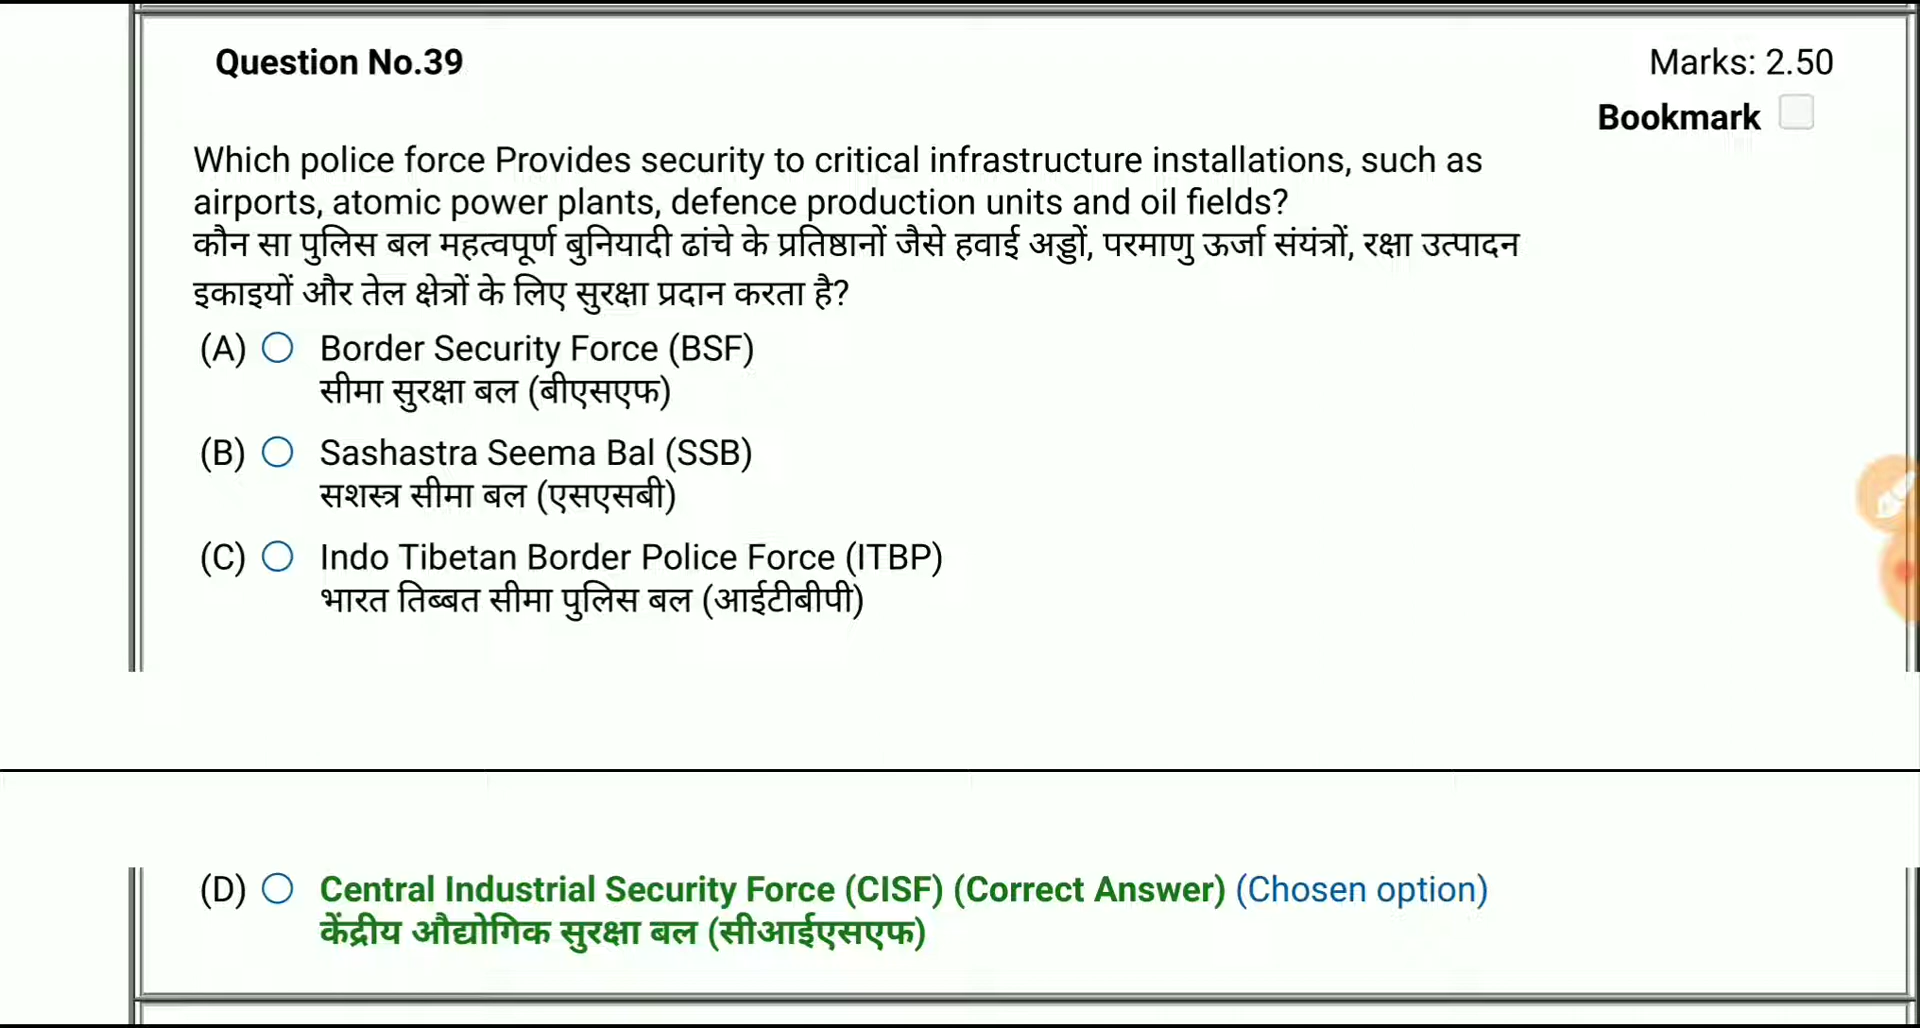 Question No.39
Marks: 2.50
Bookmark
Which police force Provides security to critical infrastructure installations, such as
airports, atomic power plants, defence production units and oil fields?
कौन सा पुलिस बल महत्वपूर्ण बुनियादी ढांचे के प्रतिष्ठानों जैसे हवाई अड्डों, परमाणु ऊर्जा संयंत्रों, रक्षा उत्पादन
इकाइयों और तेल क्षेत्रों के लिए सुरक्षा प्रदान करता है?
(A) Border Security Force (BSF)
सीमा सुरक्षा बल (बीएसएफ)
(B) Sashastra Seema Bal (SSB)
सशस्त्र सीमा बल (एसएसबी)
(C) Indo Tibetan Border Police Force (ITBP)
भारत तिब्बत सीमा पुलिस बल (आईटीबीपी)
(D) Central Industrial Security Force (CISF) (Correct Answer) (Chosen option)
केंद्रीय औद्योगिक सुरक्षा बल (सीआईएसएफ)